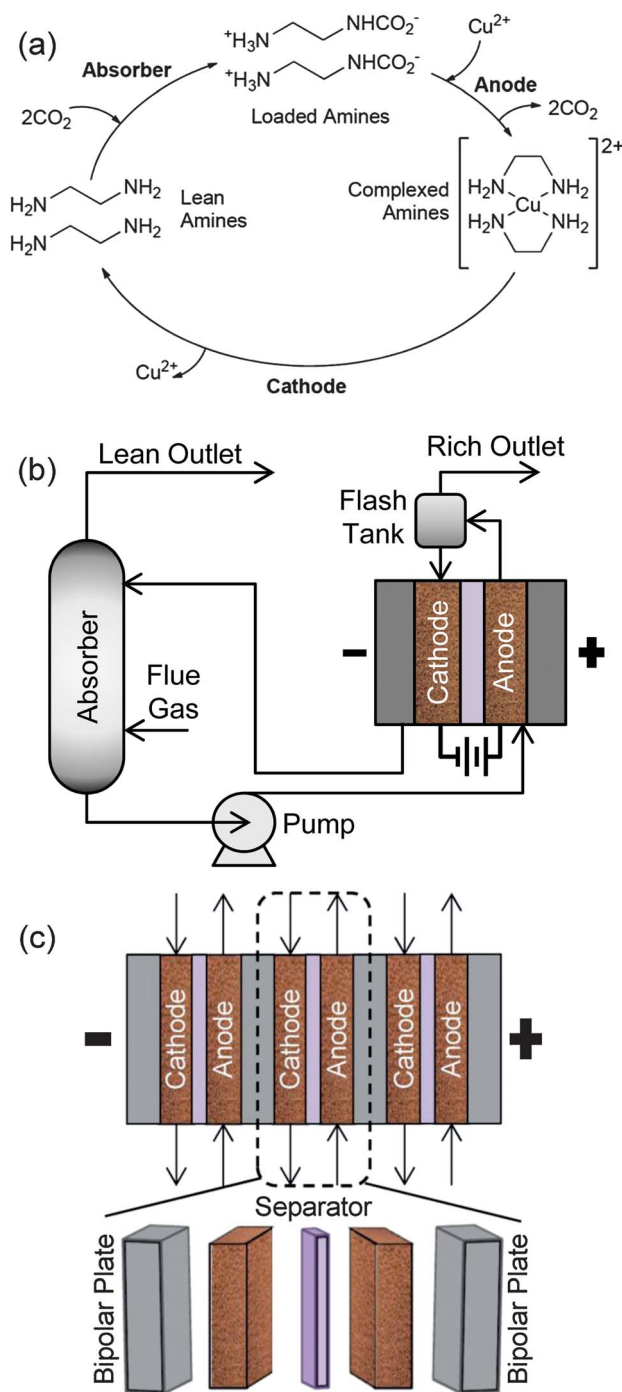 (a)
⁺H₃N NHCO₂⁻
⁺H₃N NHCO₂⁻
Loaded Amines
Absorber
2CO₂
Cu²⁺
Anode
2CO₂
H₂N NH₂
H₂N NH₂
Lean
Amines
Complexed
Amines
2+
H₂N NH₂
Cu
H₂N NH₂
Cu²⁺
Cathode
(b)
Lean Outlet
Rich Outlet
Flash
Tank
Absorber
Flue
Gas
Pump
-
Cathode
Anode
+
(c)
-
Cathode
Anode
Cathode
Anode
Cathode
Anode
+
Separator
Bipolar Plate
Bipolar Plate